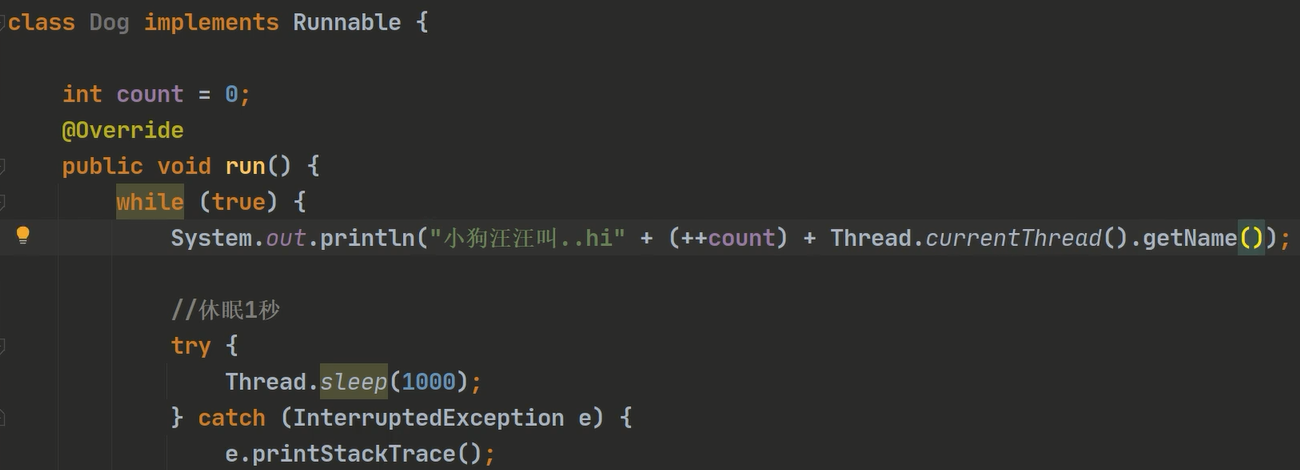 class Dog implements Runnable {
int count = 0;
@Override
public void run() {
while (true) {
System.out.println("小狗汪汪叫..hi" + (++count) + Thread.currentThread().getName());
//休眠1秒
try {
Thread.sleep(1000);
} catch (InterruptedException e) {
e.printStackTrace();